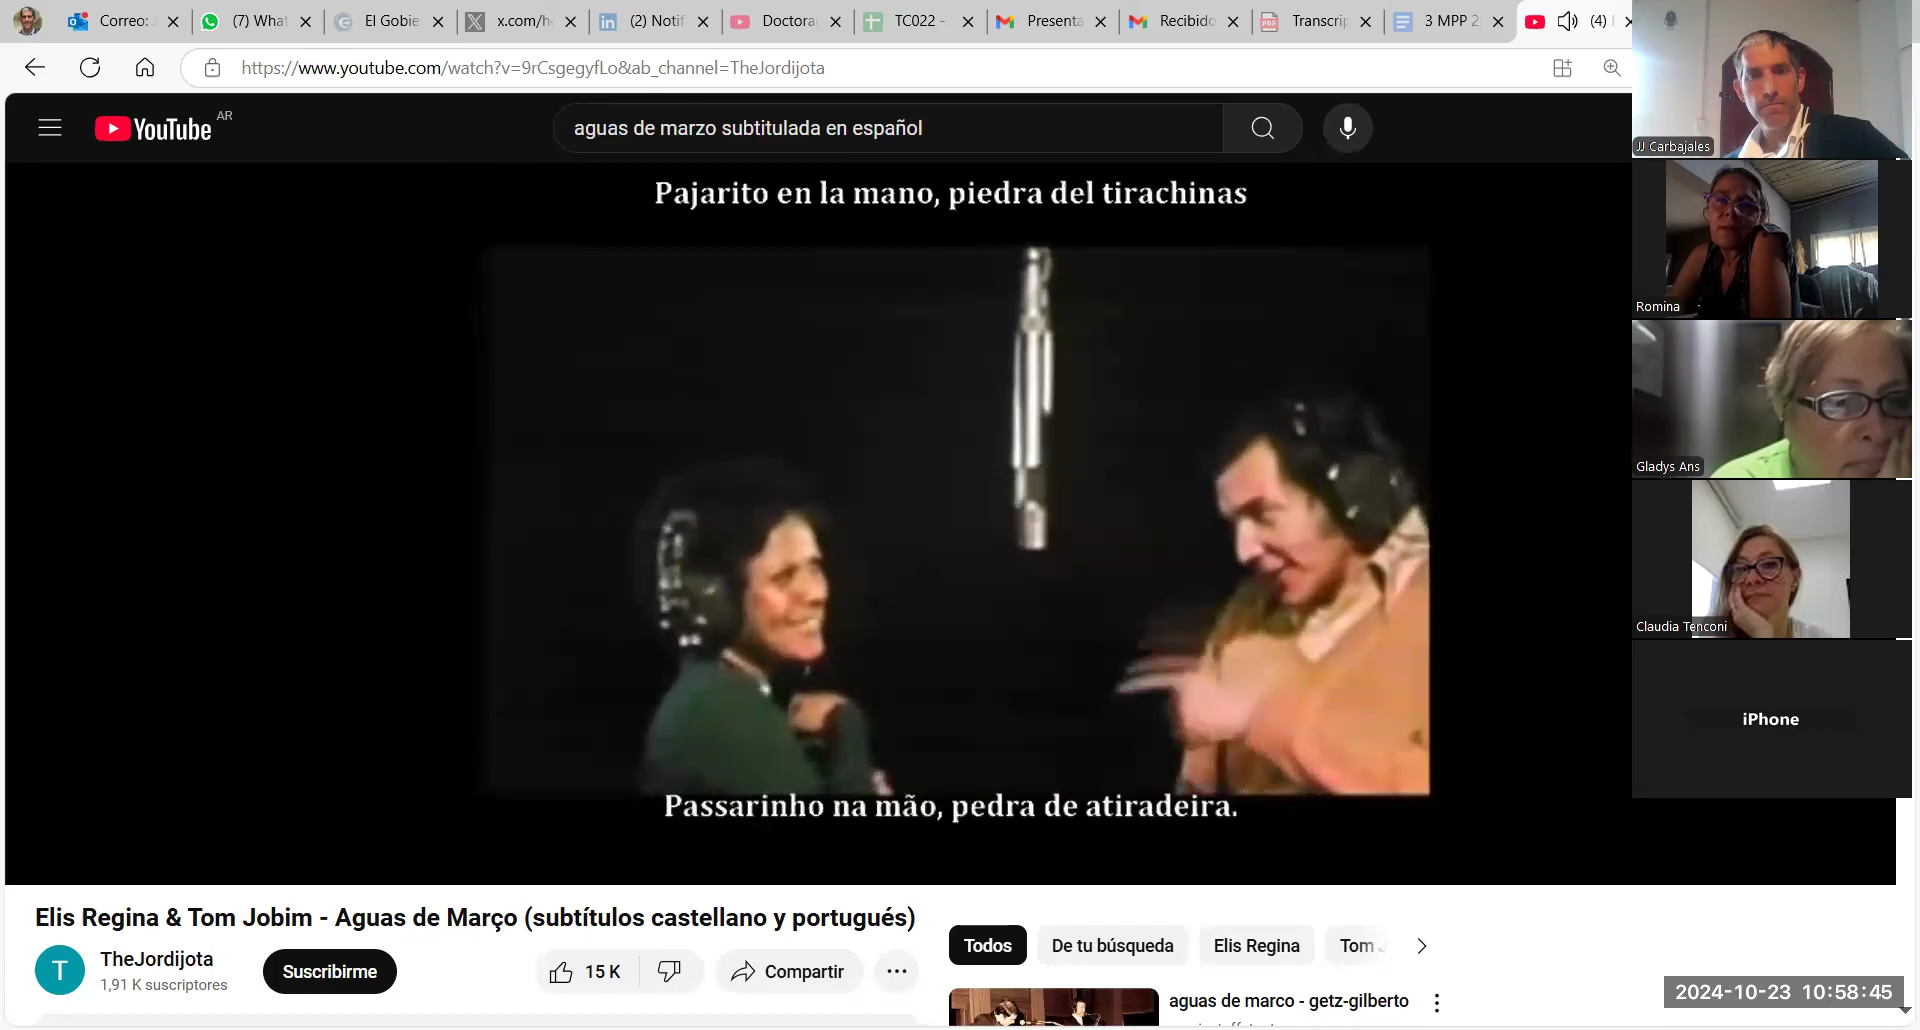 Correo: J
(7) What
El Gobie
x.com/h
(2) Notif
Doctora
TC022 -
Presenta
Recibido
Transcrip
3 MPP 2
(4)
https://www.youtube.com/watch?v=9rCsgegyfLo&ab_channel=TheJordijota
YouTube AR
aguas de marzo subtitulada en español
Pajarito en la mano, piedra del tirachinas
Passarinho na mão, pedra de atiradeira.
JJ Carbajales
Romina
Gladys Ans
Claudia Tenconi
iPhone
Elis Regina & Tom Jobim - Aguas de Março (subtítulos castellano y portugués)
T
TheJordijota
1,91 K suscriptores
Suscribirme
15 K
Compartir
Todos
De tu búsqueda
Elis Regina
Tom J
aguas de marco - getz-gilberto
2024-10-23 10:58:45